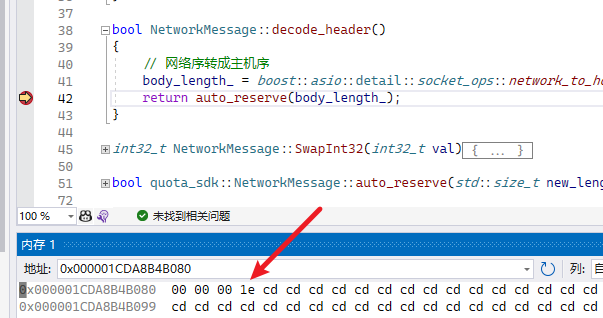 37
38 bool NetworkMessage::decode_header()
39 {
40 // 网络序转成主机序
41 body_length_ = boost::asio::detail::socket_ops::network_to_ho
42 return auto_reserve(body_length_);
43 }
44
45 int32_t NetworkMessage::SwapInt32(int32_t val){ ... }
50
51 bool quota_sdk::NetworkMessage::auto_reserve(std::size_t new_leng
72
100 % 未找到相关问题
内存 1
地址: 0x000001CDA8B4B080 列: 自
0x000001CDA8B4B080 00 00 00 1e cd cd cd cd cd cd cd cd cd cd cd cd cd
0x000001CDA8B4B099 cd cd cd cd cd cd cd cd cd cd cd cd cd cd cd cd cd